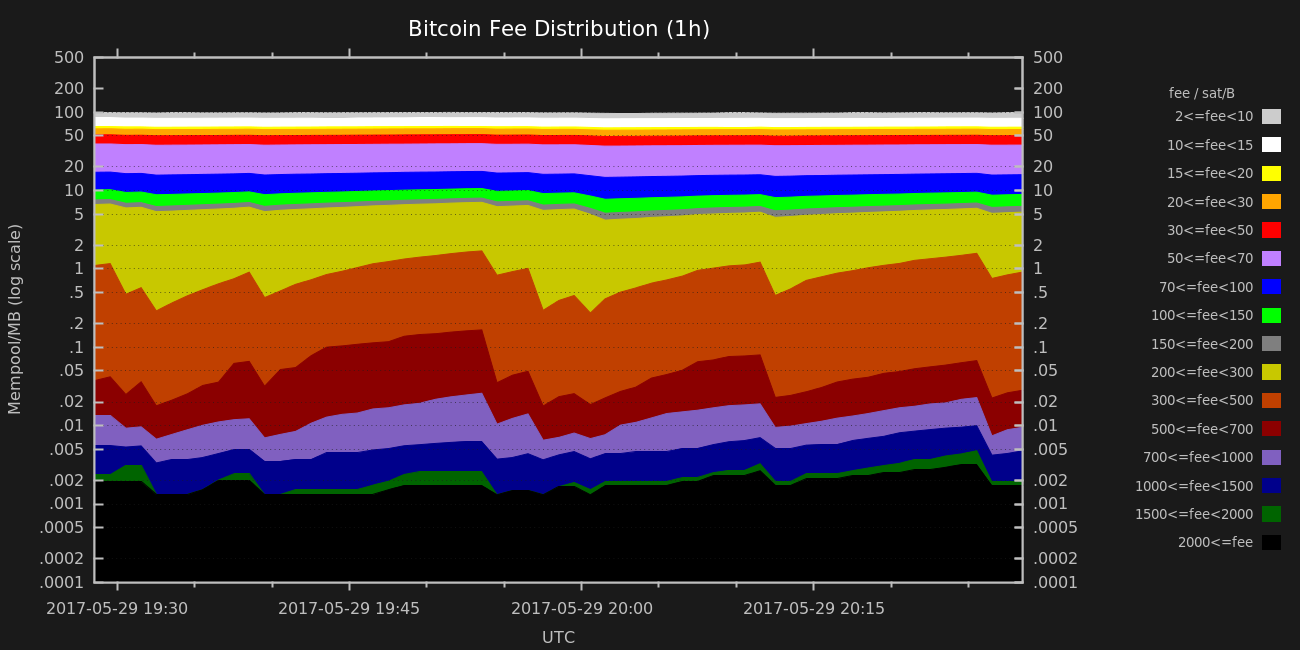 Bitcoin Fee Distribution (1h)
500 500
200 200
100 100
50 50
20 20
10 10
5 5
2 2
1 1
.5 .5
.2 .2
.1 .1
.05 .05
.02 .02
.01 .01
.005 .005
.002 .002
.001 .001
.0005 .0005
.0002 .0002
.0001 .0001
Mempool/MB (log scale)
2017-05-29 19:30 2017-05-29 19:45 2017-05-29 20:00 2017-05-29 20:15
UTC
fee / sat/B
2<=fee<10
10<=fee<15
15<=fee<20
20<=fee<30
30<=fee<50
50<=fee<70
70<=fee<100
100<=fee<150
150<=fee<200
200<=fee<300
300<=fee<500
500<=fee<700
700<=fee<1000
1000<=fee<1500
1500<=fee<2000
2000<=fee